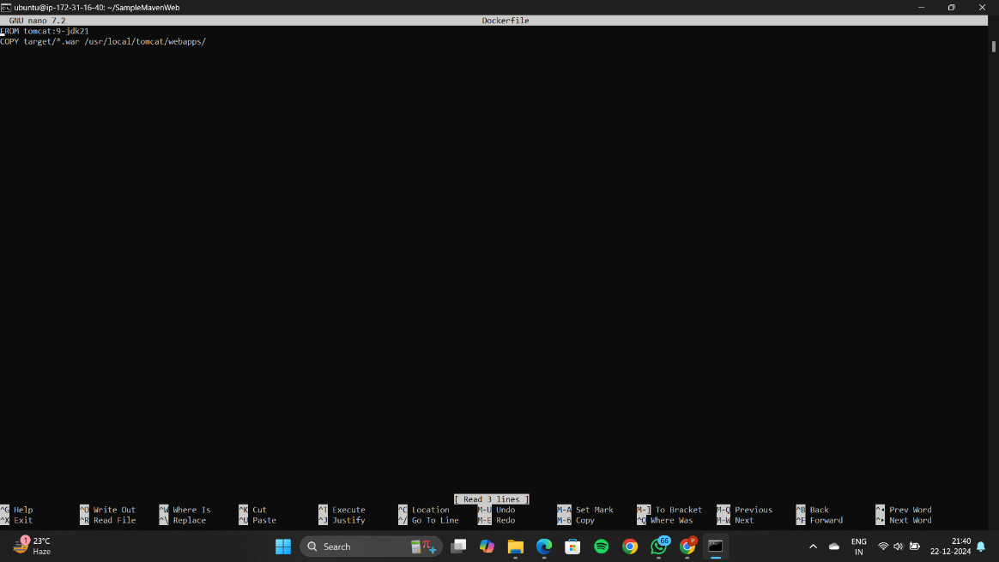 ubuntu@ip-172-31-16-40: ~/SampleMavenWeb
GNU nano 7.2 Dockerfile
FROM tomcat:9-jdk21
COPY target/*.war /usr/local/tomcat/webapps/
[ Read 3 lines ]
^G Help ^O Write Out ^W Where Is ^K Cut ^T Execute ^C Location M-U Undo M-A Set Mark M-] To Bracket M-Q Previous ^B Back ^◂ Prev Word
^X Exit ^R Read File ^\ Replace ^U Paste ^J Justify ^/ Go To Line M-E Redo M-6 Copy ^Q Where Was M-W Next ^F Forward ^▸ Next Word
1
23°C
Haze
Search
66
P
ENG
IN
21:40
22-12-2024